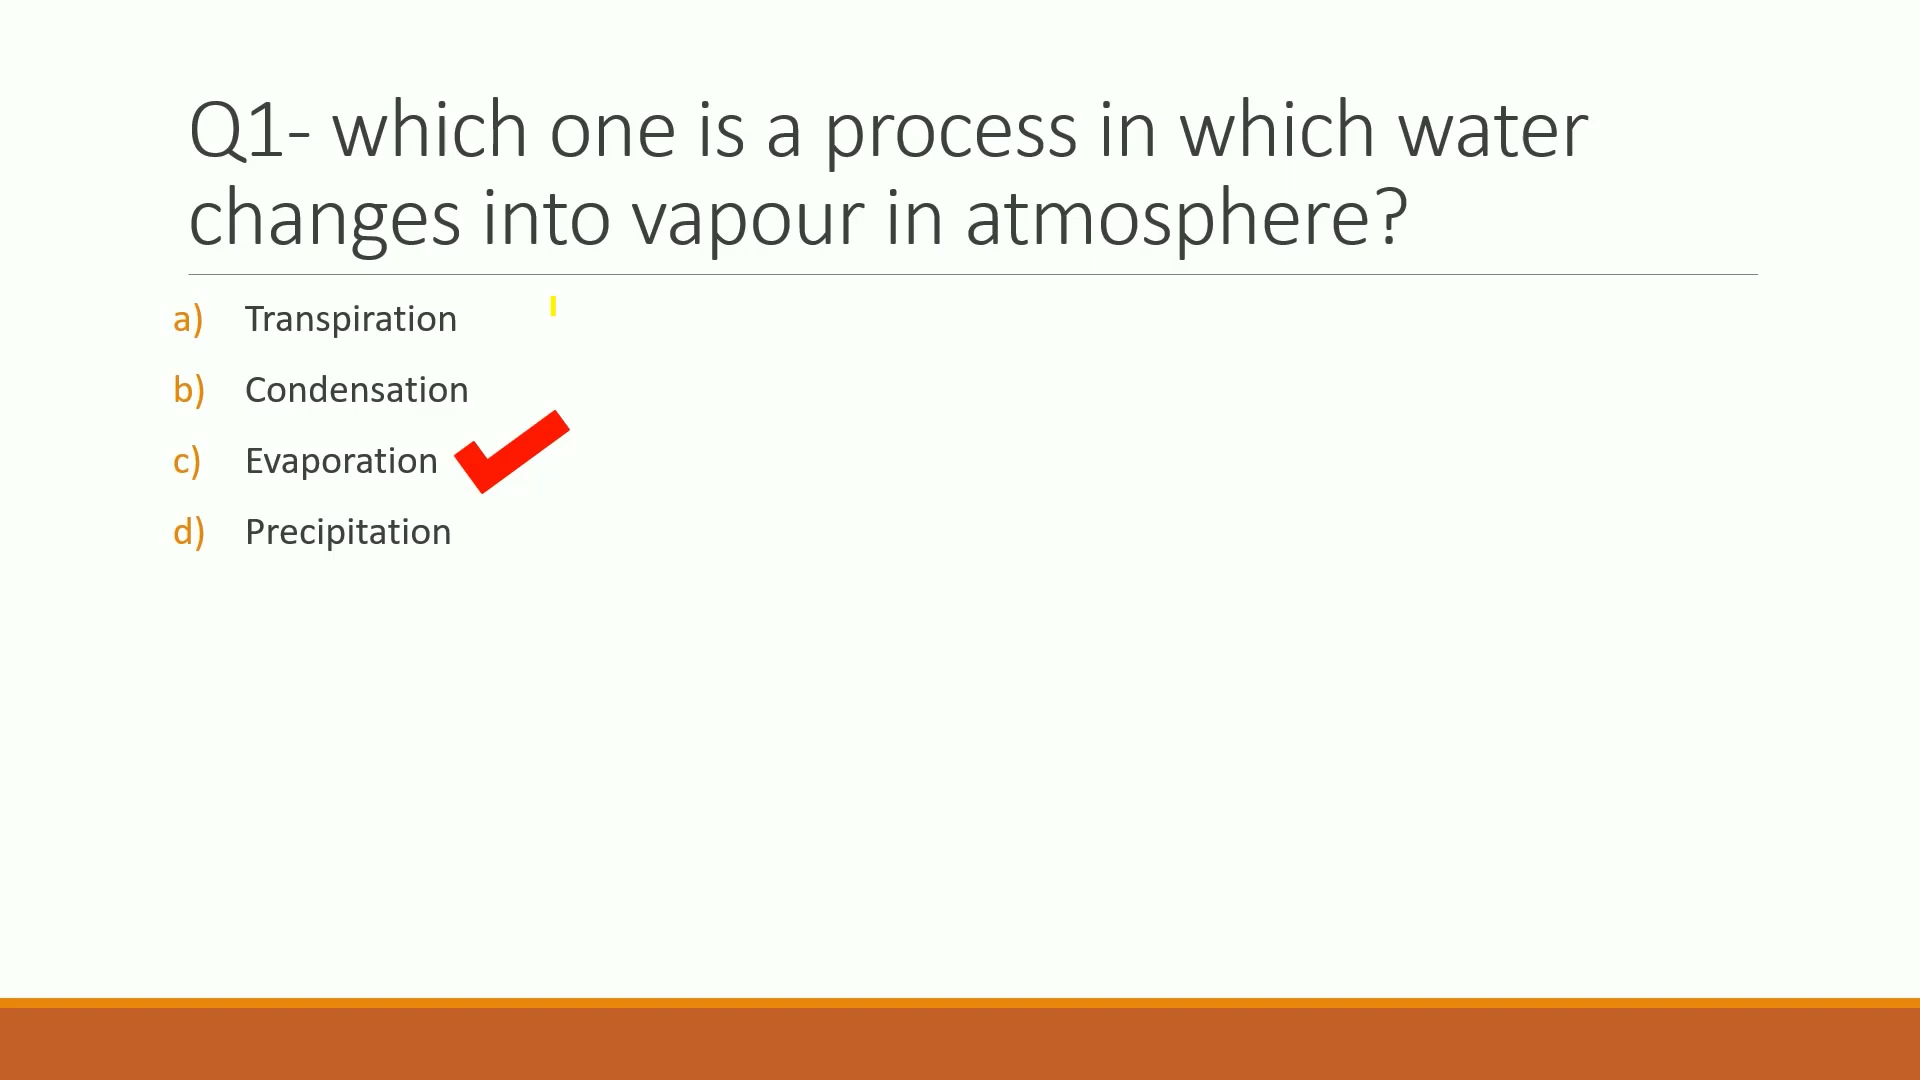 Q1- which one is a process in which water
changes into vapour in atmosphere?
a) Transpiration
b) Condensation
c) Evaporation
d) Precipitation